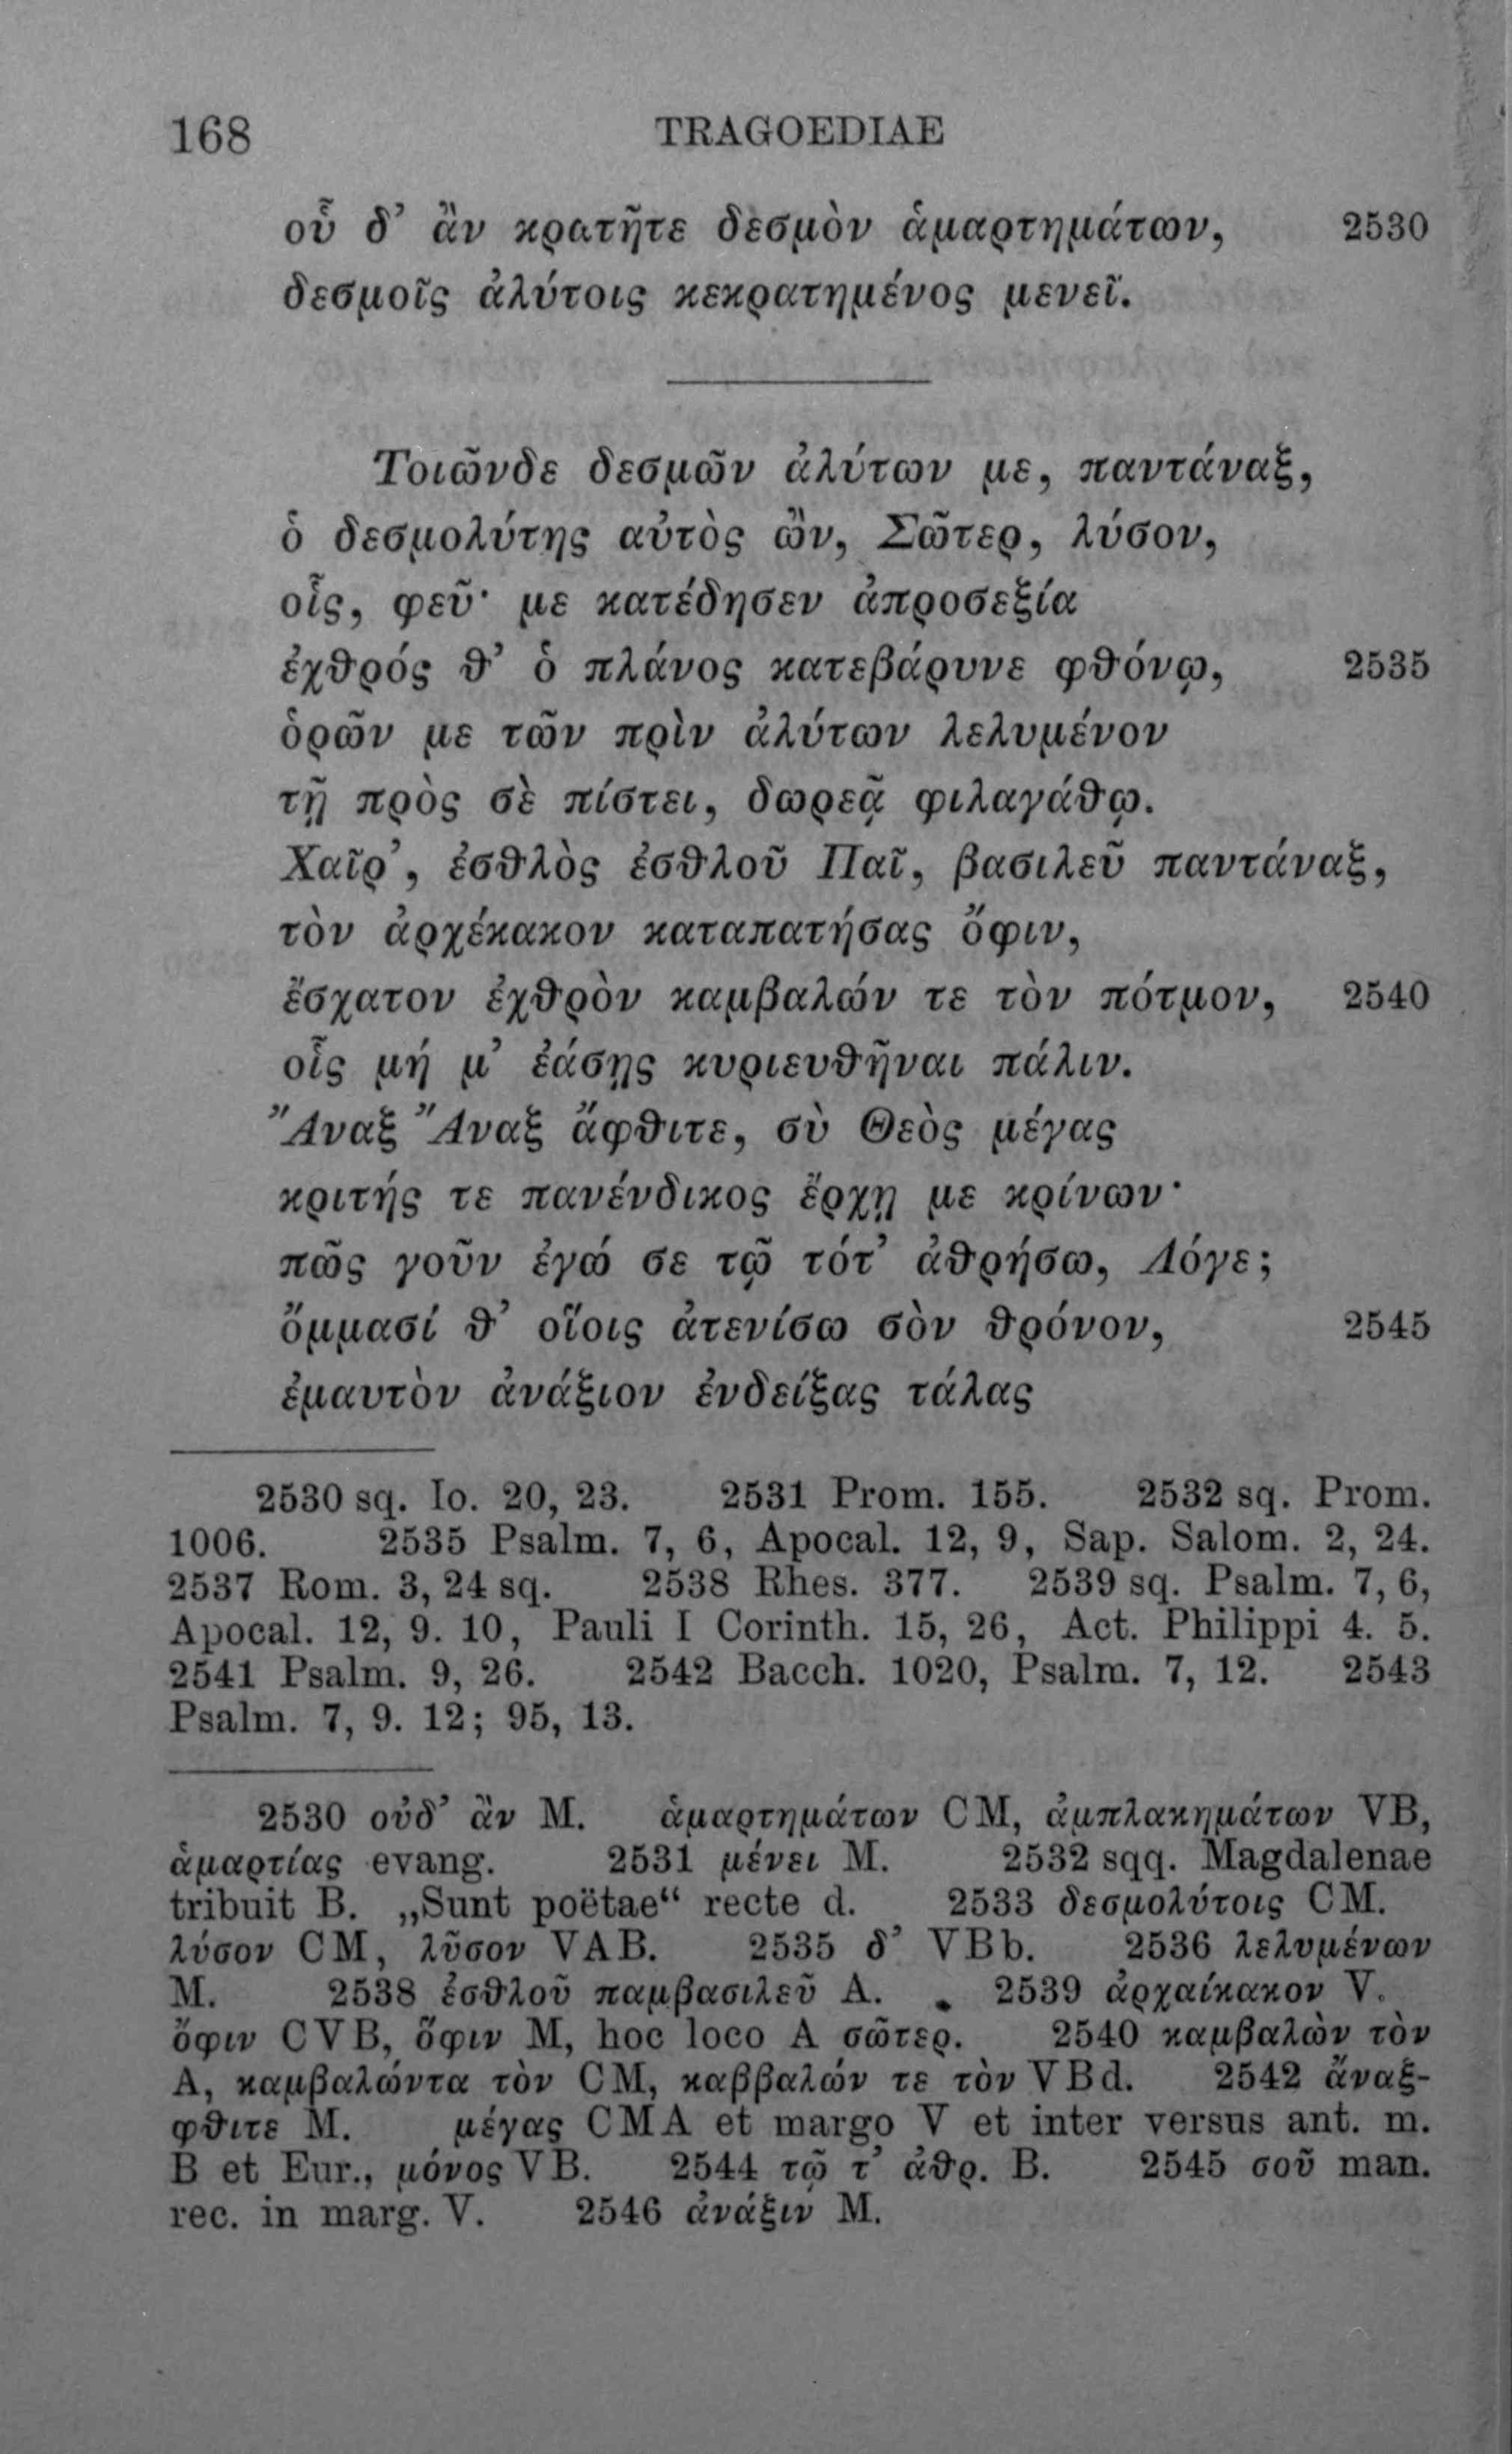 168 TRAGOEDIAE
οὗ δ’ ἂν κρατῆτε δεσμὸν ἁμαρτημάτων, 2530
δεσμοῖς ἀλύτοις κεκρατημένος μενεῖ.
Τοιῶνδε δεσμῶν ἀλύτων με, παντάναξ,
ὁ δεσμολύτης αὐτὸς ὢν, Σῶτερ, λύσον,
οἷς, φεῦ· με κατέδησεν ἀπροσεξία
ἐχθρός θ’ ὁ πλάνος κατεβάρυνε φθόνῳ, 2535
ὁρῶν με τῶν πρὶν ἀλύτων λελυμένον
τῇ πρὸς σὲ πίστει, δωρεᾷ φιλαγάθῳ.
Χαῖρ’, ἐσθλὸς ἐσθλοῦ Παῖ, βασιλεῦ παντάναξ,
τὸν ἀρχέκακον καταπατήσας ὄφιν,
ἔσχατον ἐχθρὸν καμβαλών τε τὸν πότμον, 2540
οἷς μή μ’ ἐάσῃς κυριευθῆναι πάλιν.
Ἄναξ Ἄναξ ἄφθιτε, σὺ Θεὸς μέγας
κριτής τε πανένδικος ἔρχῃ με κρίνων·
πῶς γοῦν ἐγώ σε τῷ τότ’ ἀθρήσω, Λόγε;
ὄμμασί θ’ οἵοις ἀτενίσω σὸν θρόνον, 2545
ἐμαυτὸν ἀνάξιον ἐνδείξας τάλας
2530 sq. Io. 20, 23. 2531 Prom. 155. 2532 sq. Prom.
1006. 2535 Psalm. 7, 6, Apocal. 12, 9, Sap. Salom. 2, 24.
2537 Rom. 3, 24 sq. 2538 Rhes. 377. 2539 sq. Psalm. 7, 6,
Apocal. 12, 9. 10, Pauli I Corinth. 15, 26, Act. Philippi 4. 5.
2541 Psalm. 9, 26. 2542 Bacch. 1020, Psalm. 7, 12. 2543
Psalm. 7, 9. 12; 95, 13.
2530 οὐδ’ ἂν M. ἁμαρτημάτων CM, ἀμπλακημάτων VB,
ἁμαρτίας evang. 2531 μένει M. 2532 sqq. Magdalenae
tribuit B. „Sunt poëtae“ recte d. 2533 δεσμολύτοις CM.
λύσον CM, λῦσον VAB. 2535 δ’ VBb. 2536 λελυμένων
M. 2538 ἐσθλοῦ παμβασιλεῦ A. 2539 ἀρχαίκακον V.
ὄφιν CVB, ὅφιν M, hoc loco A σῶτερ. 2540 καμβαλὼν τὸν
A, καμβαλώντα τὸν CM, καββαλών τε τὸν VBd. 2542 ἄναξ-
φθιτε M. μέγας CMA et margo V et inter versus ant. m.
B et Eur., μόνος VB. 2544 τῷ τ’ ἀθρ. B. 2545 σοῦ man.
rec. in marg. V. 2546 ἀνάξιν M.